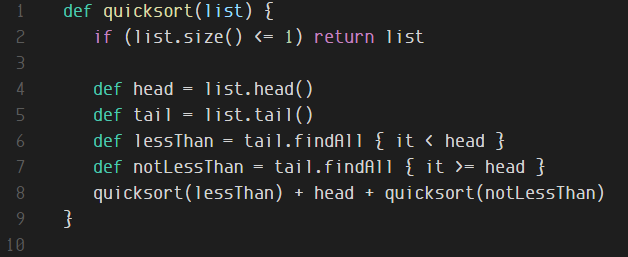 1 def quicksort(list) {
2 if (list.size() <= 1) return list
3
4 def head = list.head()
5 def tail = list.tail()
6 def lessThan = tail.findAll { it < head }
7 def notLessThan = tail.findAll { it >= head }
8 quicksort(lessThan) + head + quicksort(notLessThan)
9 }
10